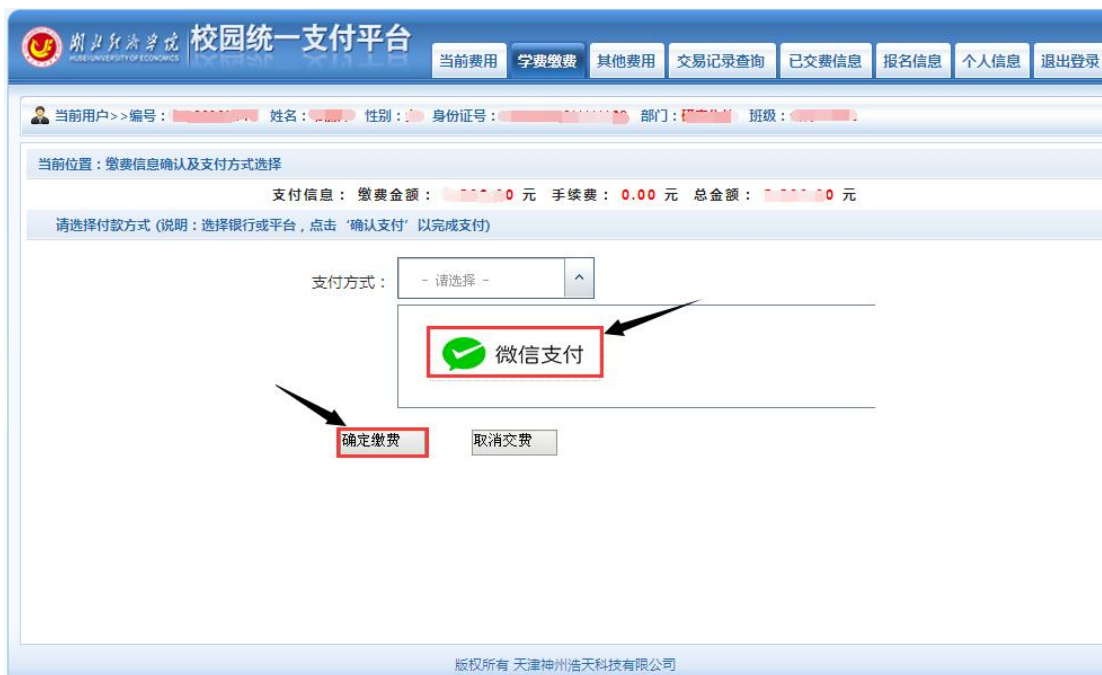 湖北经济学院 校园统一支付平台
HUBEI UNIVERSITY OF ECONOMICS
当前费用 学费缴费 其他费用 交易记录查询 已交费信息 报名信息 个人信息 退出登录
当前用户>>编号： 姓名： 性别： 身份证号： 部门： 班级：
当前位置：缴费信息确认及支付方式选择
支付信息： 缴费金额： 0 元 手续费： 0.00 元 总金额： 0 元
请选择付款方式 (说明：选择银行或平台，点击‘确认支付’以完成支付)
支付方式： - 请选择 -
微信支付
确定缴费 取消交费
版权所有 天津神州浩天科技有限公司